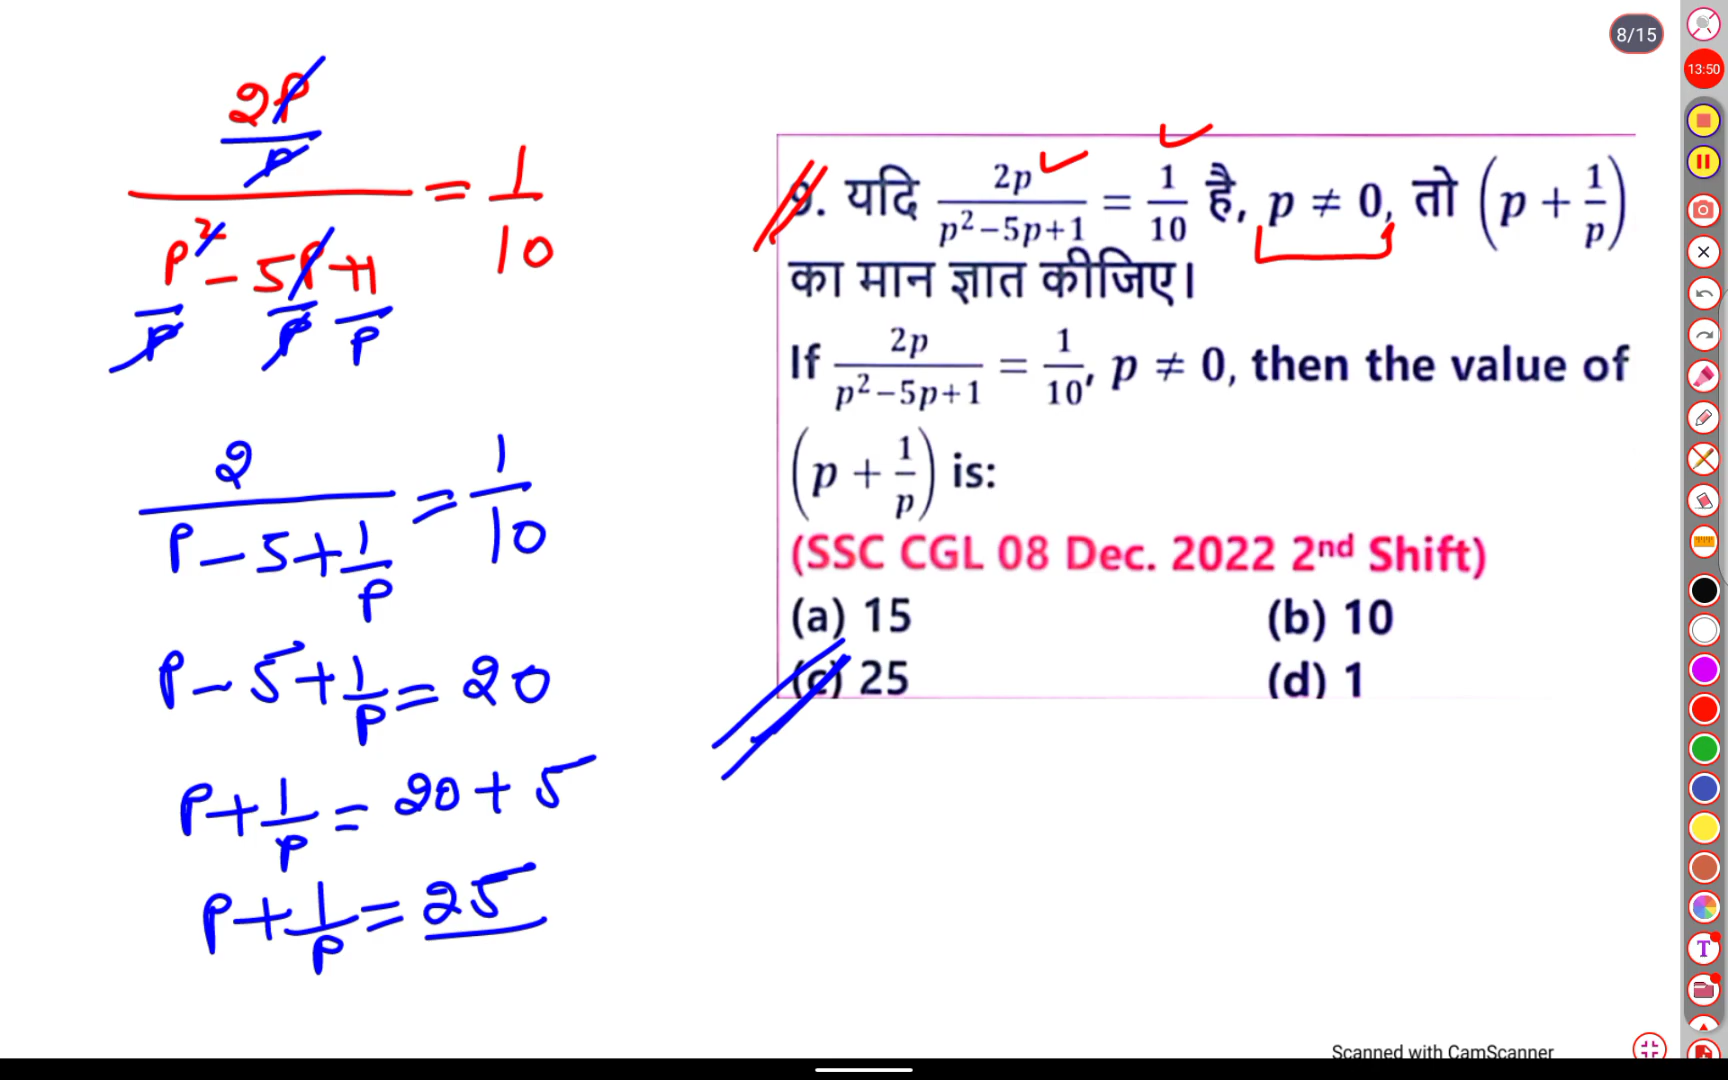 8/15
13:50
2p/p / p²/p - 5p/p + 1/p = 1/10
2 / (p - 5 + 1/p) = 1/10
p - 5 + 1/p = 20
p + 1/p = 20 + 5
p + 1/p = 25
9. यदि 2p/(p²−5p+1) = 1/10 है, p ≠ 0, तो (p + 1/p)
का मान ज्ञात कीजिए।
If 2p/(p²−5p+1) = 1/10, p ≠ 0, then the value of
(p + 1/p) is:
(SSC CGL 08 Dec. 2022 2nd Shift)
(a) 15 (b) 10
(c) 25 (d) 1
T
Scanned with CamScanner